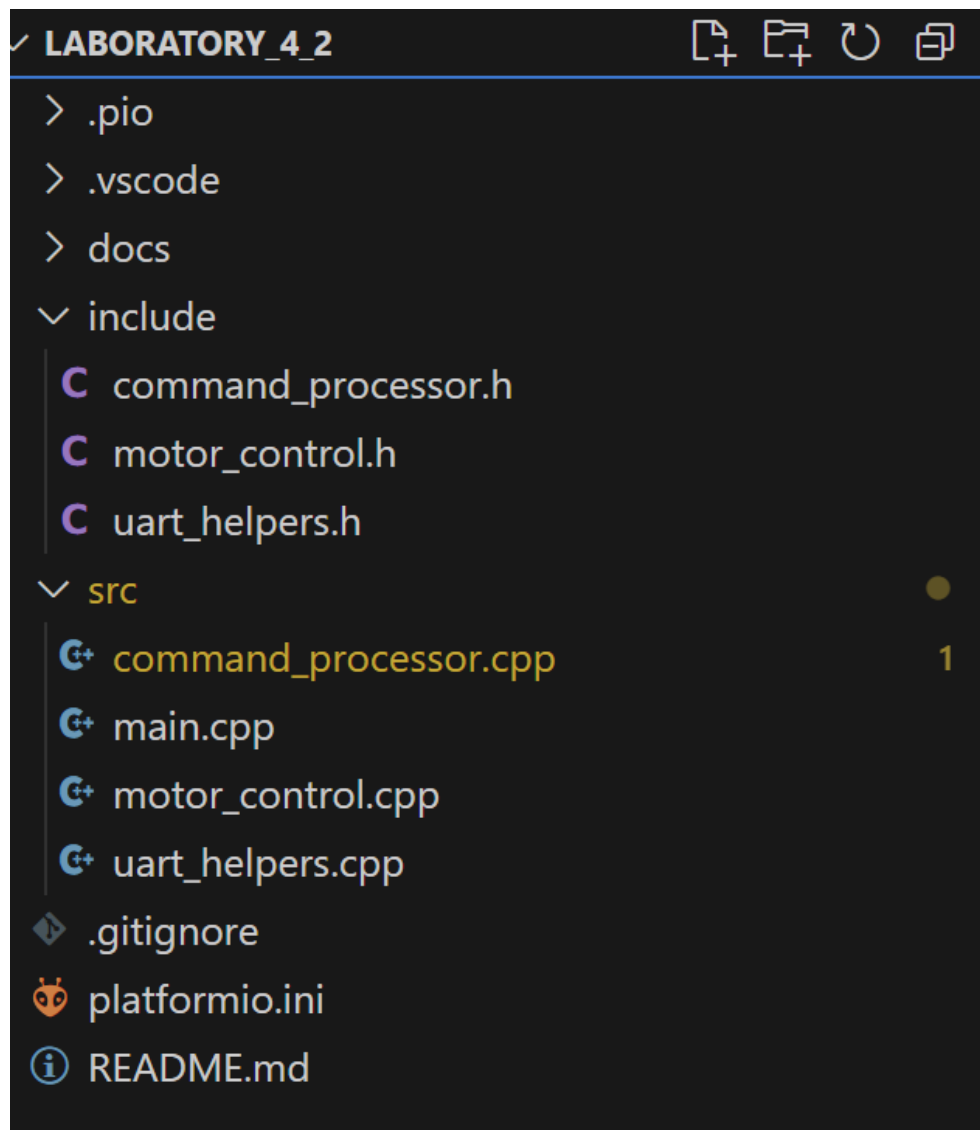 LABORATORY_4_2
.pio
.vscode
docs
include
C command_processor.h
C motor_control.h
C uart_helpers.h
src
C++ command_processor.cpp 1
C++ main.cpp
C++ motor_control.cpp
C++ uart_helpers.cpp
.gitignore
platformio.ini
README.md